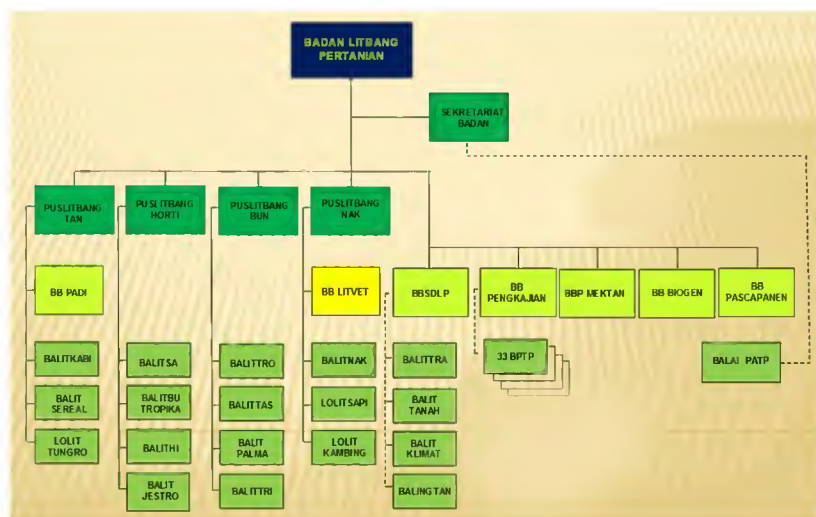 BADAN LITBANG
PERTANIAN
SEKRETARIAT
BADAN
PUSLITBANG
TAN
PUSLITBANG
HORTI
PUSLITBANG
BUN
PUSLITBANG
NAK
BB PADI
BB LITVET
BBSDLP
BB
PENGKAJIAN
BBP MEKTAN
BB BIOGEN
BB
PASCAPANEN
BALITKABI
BALITSA
BALITTRO
BALITNAK
BALITTRA
33 BPTP
BALAI PATP
BALIT
SEREAL
BALITBU
TROPIKA
BALITTAS
LOLITSAPI
BALIT
TANAH
LOLIT
TUNGRO
BALITHI
BALIT
PALMA
LOLIT
KAMBING
BALIT
KLIMAT
BALIT
JESTRO
BALITTRI
BALINGTAN